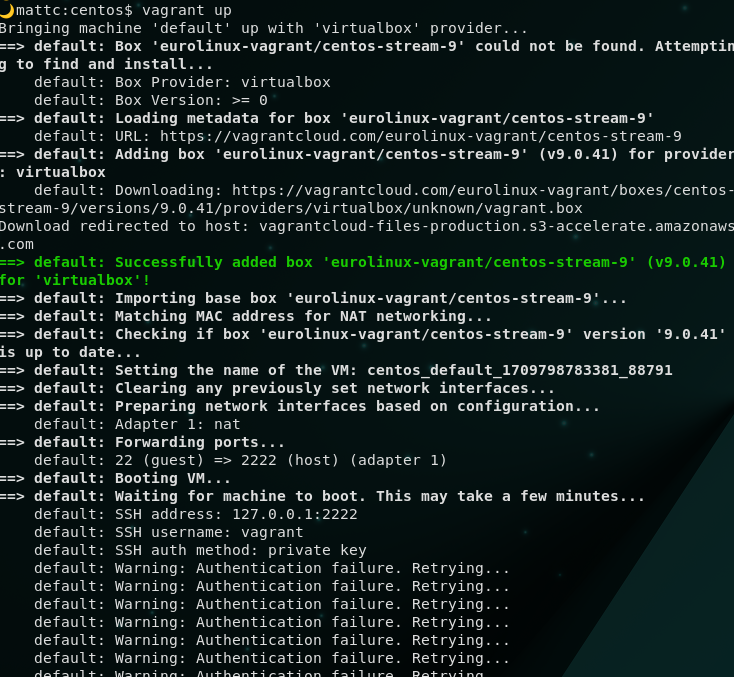 mattc:centos$ vagrant up
Bringing machine 'default' up with 'virtualbox' provider...
==> default: Box 'eurolinux-vagrant/centos-stream-9' could not be found. Attemptin
g to find and install...
    default: Box Provider: virtualbox
    default: Box Version: >= 0
==> default: Loading metadata for box 'eurolinux-vagrant/centos-stream-9'
    default: URL: https://vagrantcloud.com/eurolinux-vagrant/centos-stream-9
==> default: Adding box 'eurolinux-vagrant/centos-stream-9' (v9.0.41) for provider
: virtualbox
    default: Downloading: https://vagrantcloud.com/eurolinux-vagrant/boxes/centos-
stream-9/versions/9.0.41/providers/virtualbox/unknown/vagrant.box
Download redirected to host: vagrantcloud-files-production.s3-accelerate.amazonaws
.com
==> default: Successfully added box 'eurolinux-vagrant/centos-stream-9' (v9.0.41)
for 'virtualbox'!
==> default: Importing base box 'eurolinux-vagrant/centos-stream-9'...
==> default: Matching MAC address for NAT networking...
==> default: Checking if box 'eurolinux-vagrant/centos-stream-9' version '9.0.41'
is up to date...
==> default: Setting the name of the VM: centos_default_1709798783381_88791
==> default: Clearing any previously set network interfaces...
==> default: Preparing network interfaces based on configuration...
    default: Adapter 1: nat
==> default: Forwarding ports...
    default: 22 (guest) => 2222 (host) (adapter 1)
==> default: Booting VM...
==> default: Waiting for machine to boot. This may take a few minutes...
    default: SSH address: 127.0.0.1:2222
    default: SSH username: vagrant
    default: SSH auth method: private key
    default: Warning: Authentication failure. Retrying...
    default: Warning: Authentication failure. Retrying...
    default: Warning: Authentication failure. Retrying...
    default: Warning: Authentication failure. Retrying...
    default: Warning: Authentication failure. Retrying...
    default: Warning: Authentication failure. Retrying...
    default: Warning: Authentication failure. Retrying